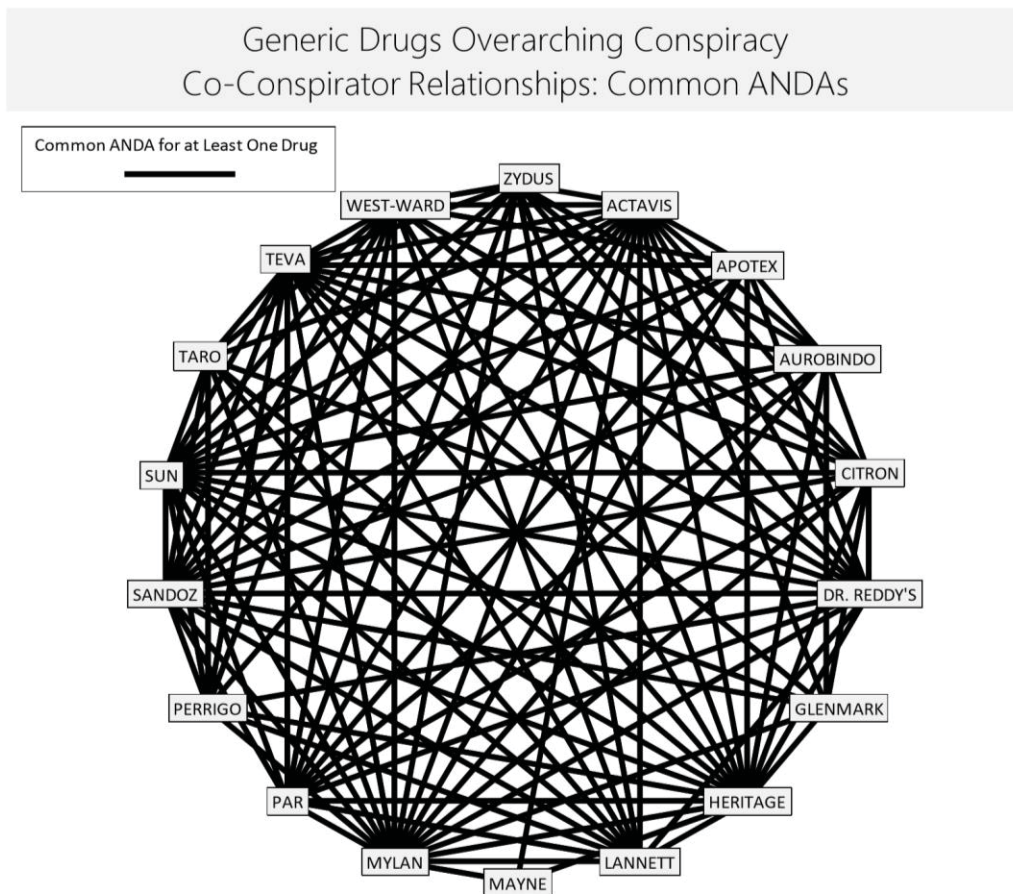 Generic Drugs Overarching Conspiracy
Co-Conspirator Relationships: Common ANDAs
Common ANDA for at Least One Drug
ZYDUS
WEST-WARD
ACTAVIS
TEVA
APOTEX
TARO
AUROBINDO
SUN
CITRON
SANDOZ
DR. REDDY'S
PERRIGO
GLENMARK
PAR
HERITAGE
MYLAN
LANNETT
MAYNE